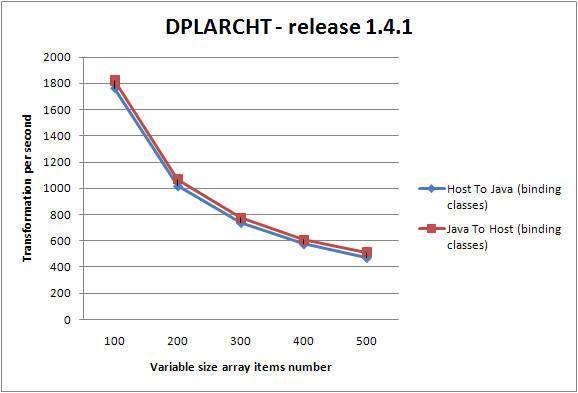 DPLARCHT - release 1.4.1
Transformation per second
2000
1800
1600
1400
1200
1000
800
600
400
200
0
100 200 300 400 500
Variable size array items number
Host To Java (binding
classes)
Java To Host (binding
classes)